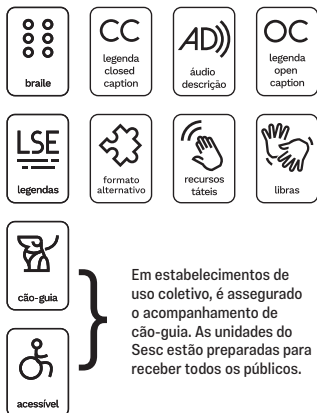 braile
CC
legenda
closed
caption
AD))
áudio
descrição
OC
legenda
open
caption
LSE
legendas
formato
alternativo
recursos
táteis
libras
cão-guia
acessível
Em estabelecimentos de
uso coletivo, é assegurado
o acompanhamento de
cão-guia. As unidades do
Sesc estão preparadas para
receber todos os públicos.